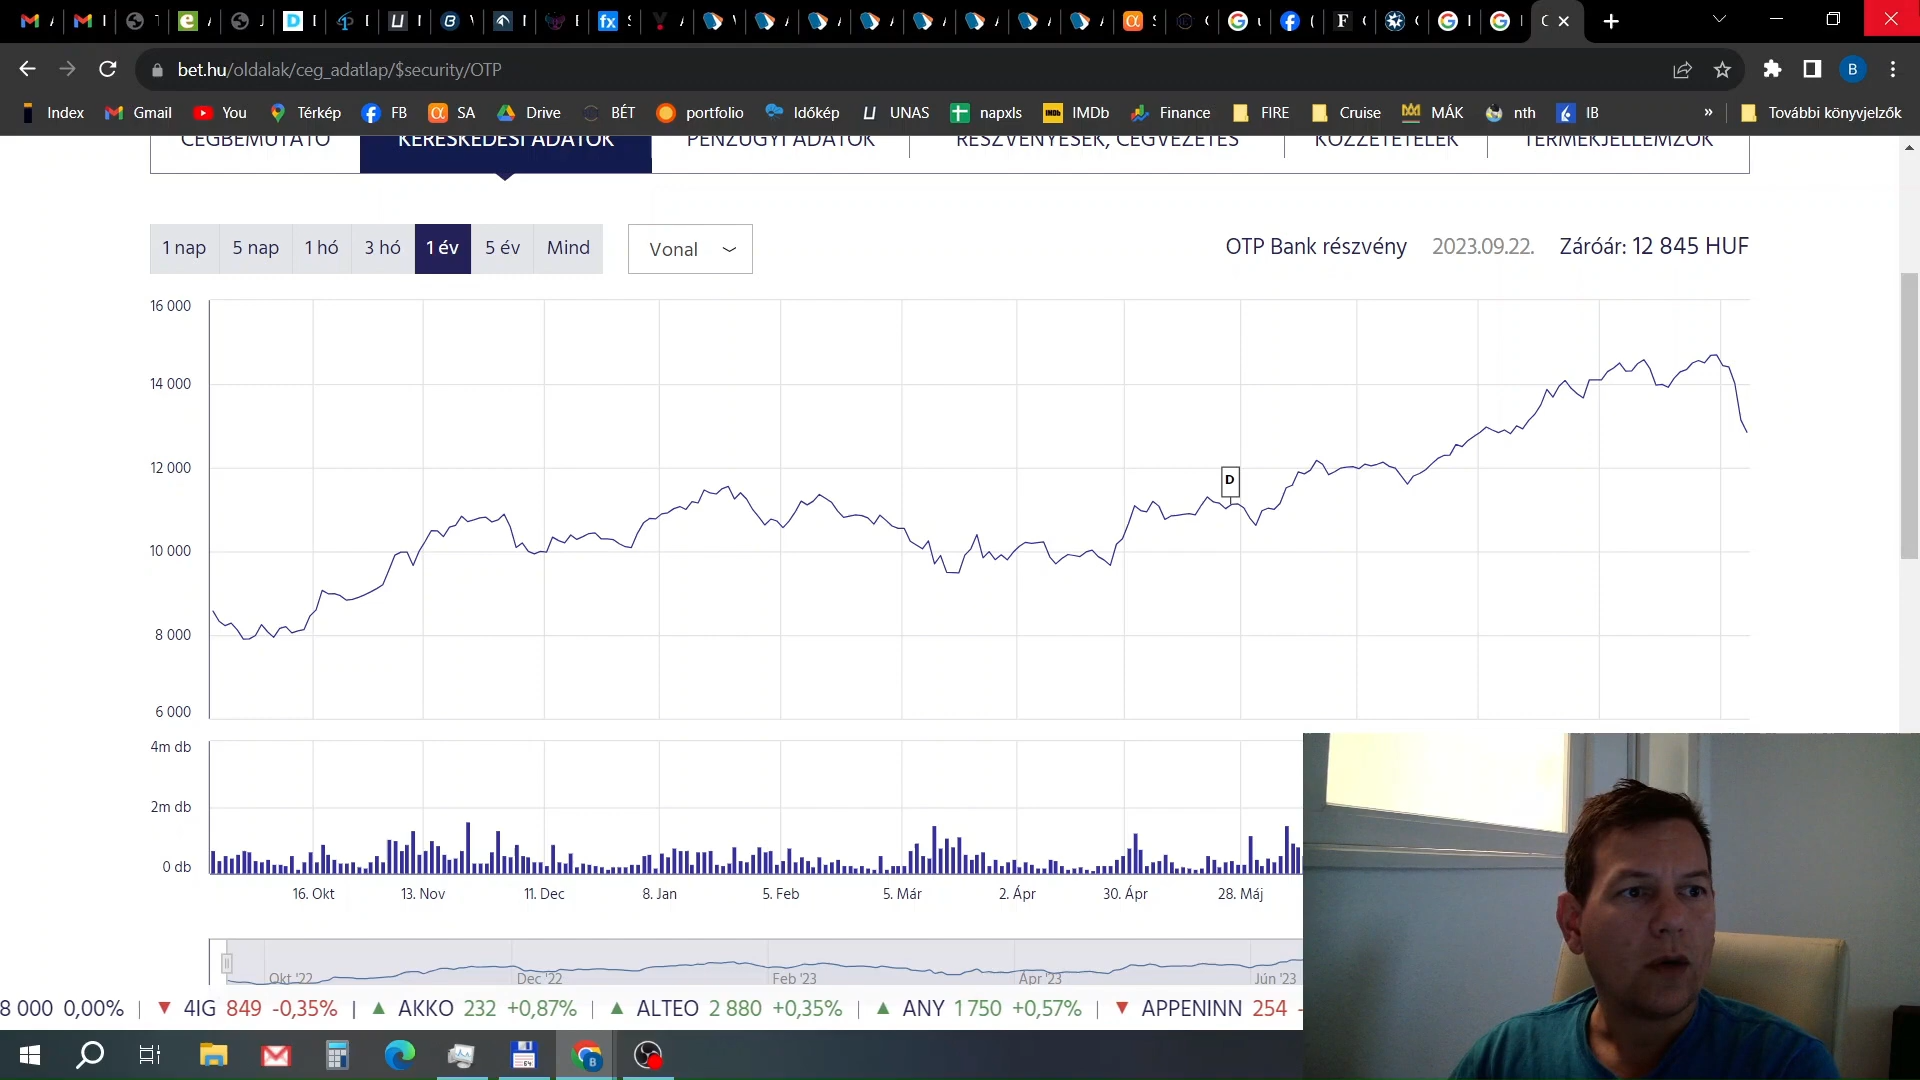 bet.hu/oldalak/ceg_adatlap/$security/OTP
Index Gmail You Térkép FB SA Drive BÉT portfolio Időkép UNAS napxls IMDb Finance FIRE Cruise MÁK nth IB » További könyvjelzők
CÉGBEMUTATÓ KERESKEDÉSI ADATOK PÉNZÜGYI ADATOK RÉSZVÉNYESEK, CÉGVEZETÉS KÖZZÉTÉTELEK TERMÉKJELLEMZŐK
1 nap 5 nap 1 hó 3 hó 1 év 5 év Mind Vonal OTP Bank részvény 2023.09.22. Záróár: 12 845 HUF
16 000
14 000
12 000
D
10 000
8 000
6 000
4m db
2m db
0 db
16. Okt 13. Nov 11. Dec 8. Jan 5. Feb 5. Már 2. Ápr 30. Ápr 28. Máj
Okt '22 Dec '22 Feb '23 Ápr '23 Jún '23
8 000 0,00% | ▼ 4IG 849 -0,35% | ▲ AKKO 232 +0,87% | ▲ ALTEO 2 880 +0,35% | ▲ ANY 1 750 +0,57% | ▼ APPENINN 254 -